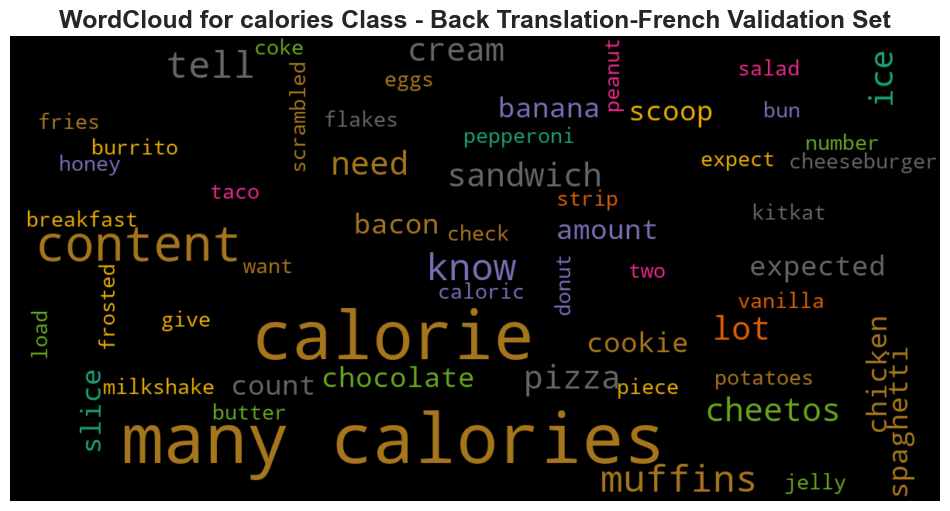 WordCloud for calories Class - Back Translation-French Validation Set
coke
cream
tell
scrambled
eggs
peanut
salad
ice
banana
scoop
bun
fries
flakes
pepperoni
number
burrito
honey
need
sandwich
expect
cheeseburger
taco
strip
breakfast
bacon
check
amount
kitkat
content
want
know
caloric
donut
two
expected
frosted
load
give
calorie
vanilla
lot
cookie
chicken
slice
milkshake
count
chocolate
pizza
piece
potatoes
spaghetti
butter
cheetos
many calories
muffins
jelly